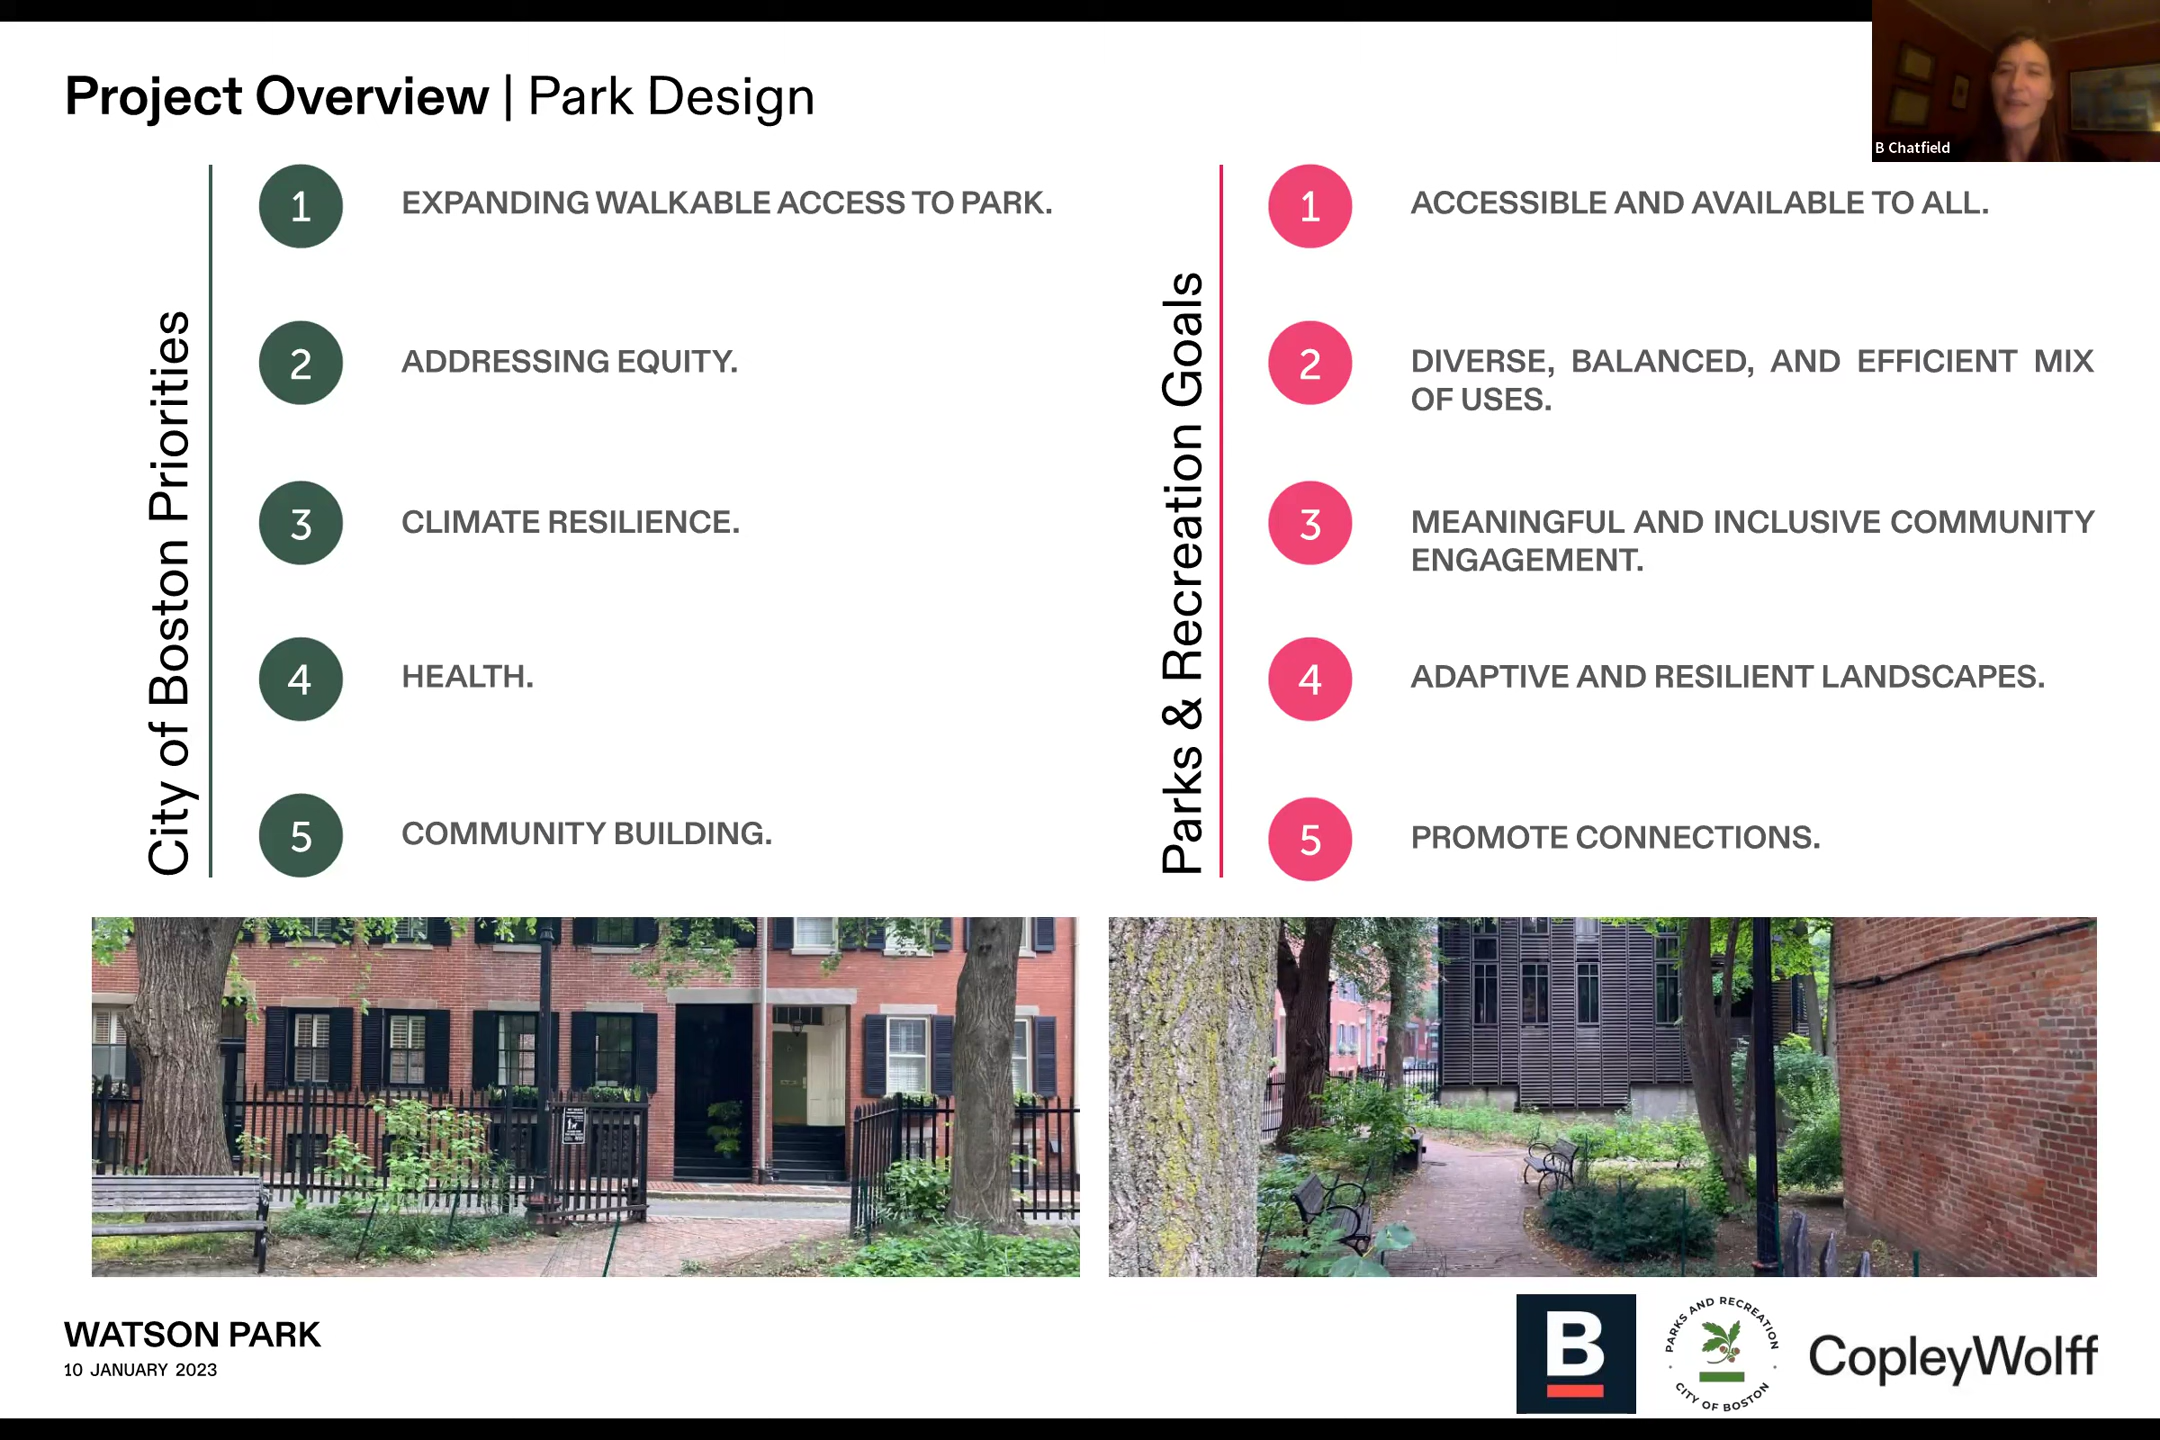 Project Overview | Park Design
B Chatfield
City of Boston Priorities
1
EXPANDING WALKABLE ACCESS TO PARK.
2
ADDRESSING EQUITY.
3
CLIMATE RESILIENCE.
4
HEALTH.
5
COMMUNITY BUILDING.
Parks & Recreation Goals
1
ACCESSIBLE AND AVAILABLE TO ALL.
2
DIVERSE, BALANCED, AND EFFICIENT MIX
OF USES.
3
MEANINGFUL AND INCLUSIVE COMMUNITY
ENGAGEMENT.
4
ADAPTIVE AND RESILIENT LANDSCAPES.
5
PROMOTE CONNECTIONS.
WATSON PARK
10 JANUARY 2023
B
PARKS AND RECREATION
CITY OF BOSTON
CopleyWolff